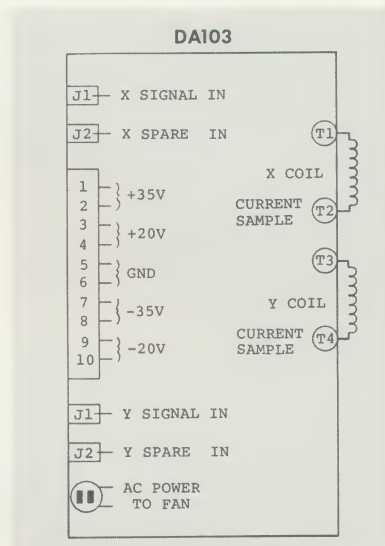 DA103
J1 X SIGNAL IN
J2 X SPARE IN
T1
X COIL
1
2
+35V
CURRENT
SAMPLE
T2
3
4
+20V
5
6
GND
T3
7
8
-35V
Y COIL
9
10
-20V
CURRENT
SAMPLE
T4
J1 Y SIGNAL IN
J2 Y SPARE IN
AC POWER
TO FAN